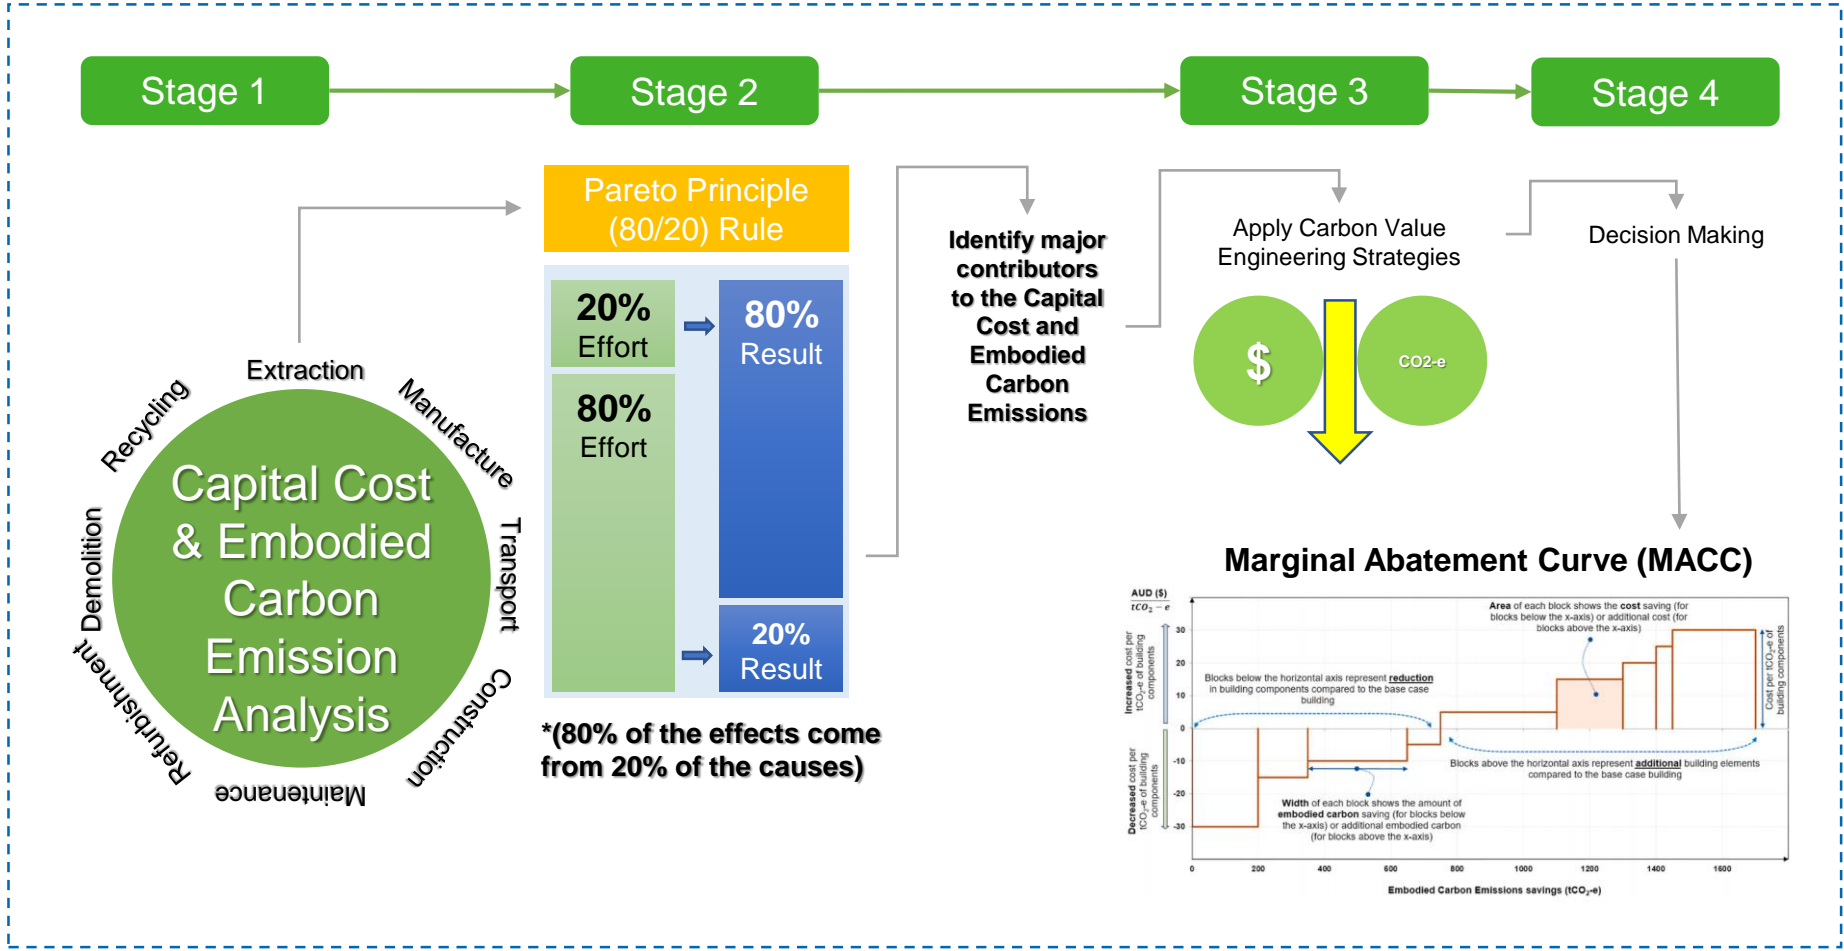 Stage 1
Stage 2
Stage 3
Stage 4
Extraction
Manufacture
Transport
Construction
Maintenance
Refurbishment
Demolition
Recycling
Capital Cost
& Embodied
Carbon
Emission
Analysis
Pareto Principle
(80/20) Rule
20%
Effort
80%
Result
80%
Effort
20%
Result
*(80% of the effects come
from 20% of the causes)
Identify major
contributors
to the Capital
Cost and
Embodied
Carbon
Emissions
Apply Carbon Value
Engineering Strategies
$
CO2-e
Decision Making
Marginal Abatement Curve (MACC)
AUD ($)
tCO₂ − e
Increased cost per
tCO₂-e of building
components
Decreased cost per
tCO₂-e of building
components
30
20
10
0
-10
-20
-30
Blocks below the horizontal axis represent reduction
in building components compared to the base case
building
Area of each block shows the cost saving (for
blocks below the x-axis) or additional cost (for
blocks above the x-axis)
Cost per tCO₂-e of
building components
Blocks above the horizontal axis represent additional building elements
compared to the base case building
Width of each block shows the amount of
embodied carbon saving (for blocks below
the x-axis) or additional embodied carbon
(for blocks above the x-axis)
0 200 400 600 800 1000 1200 1400 1600
Embodied Carbon Emissions savings (tCO₂-e)